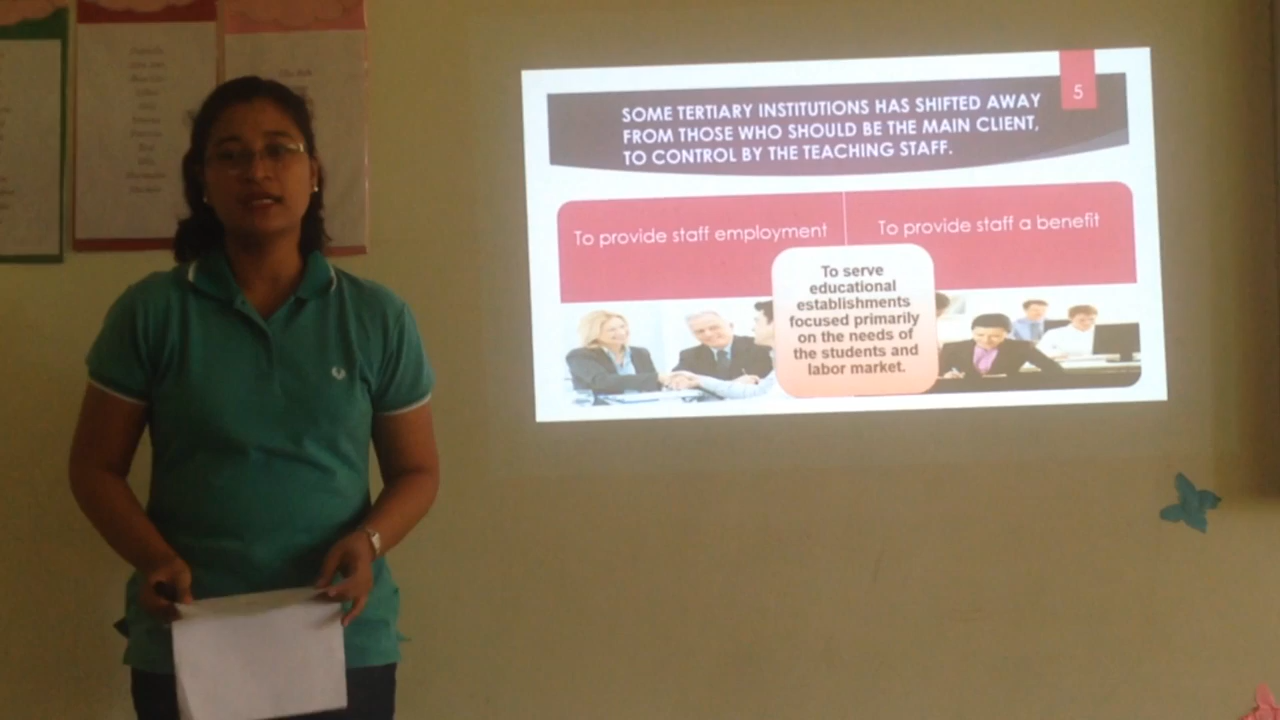 5
SOME TERTIARY INSTITUTIONS HAS SHIFTED AWAY
FROM THOSE WHO SHOULD BE THE MAIN CLIENT,
TO CONTROL BY THE TEACHING STAFF.
To provide staff employment
To provide staff a benefit
To serve
educational
establishments
focused primarily
on the needs of
the students and
labor market.